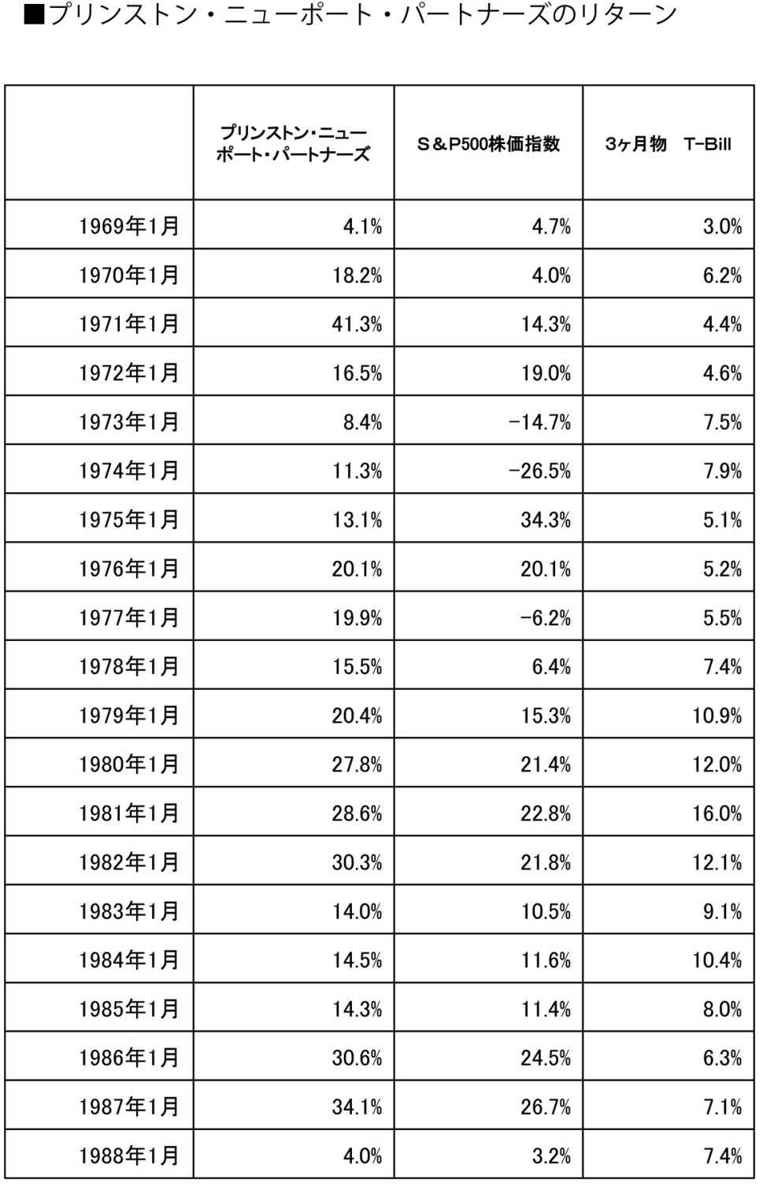 ■プリンストン・ニューポート・パートナーズのリターン
プリンストン・ニュー
ポート・パートナーズ
S&P500株価指数
3ヶ月物 T-Bill
1969年1月 4.1% 4.7% 3.0%
1970年1月 18.2% 4.0% 6.2%
1971年1月 41.3% 14.3% 4.4%
1972年1月 16.5% 19.0% 4.6%
1973年1月 8.4% -14.7% 7.5%
1974年1月 11.3% -26.5% 7.9%
1975年1月 13.1% 34.3% 5.1%
1976年1月 20.1% 20.1% 5.2%
1977年1月 19.9% -6.2% 5.5%
1978年1月 15.5% 6.4% 7.4%
1979年1月 20.4% 15.3% 10.9%
1980年1月 27.8% 21.4% 12.0%
1981年1月 28.6% 22.8% 16.0%
1982年1月 30.3% 21.8% 12.1%
1983年1月 14.0% 10.5% 9.1%
1984年1月 14.5% 11.6% 10.4%
1985年1月 14.3% 11.4% 8.0%
1986年1月 30.6% 24.5% 6.3%
1987年1月 34.1% 26.7% 7.1%
1988年1月 4.0% 3.2% 7.4%